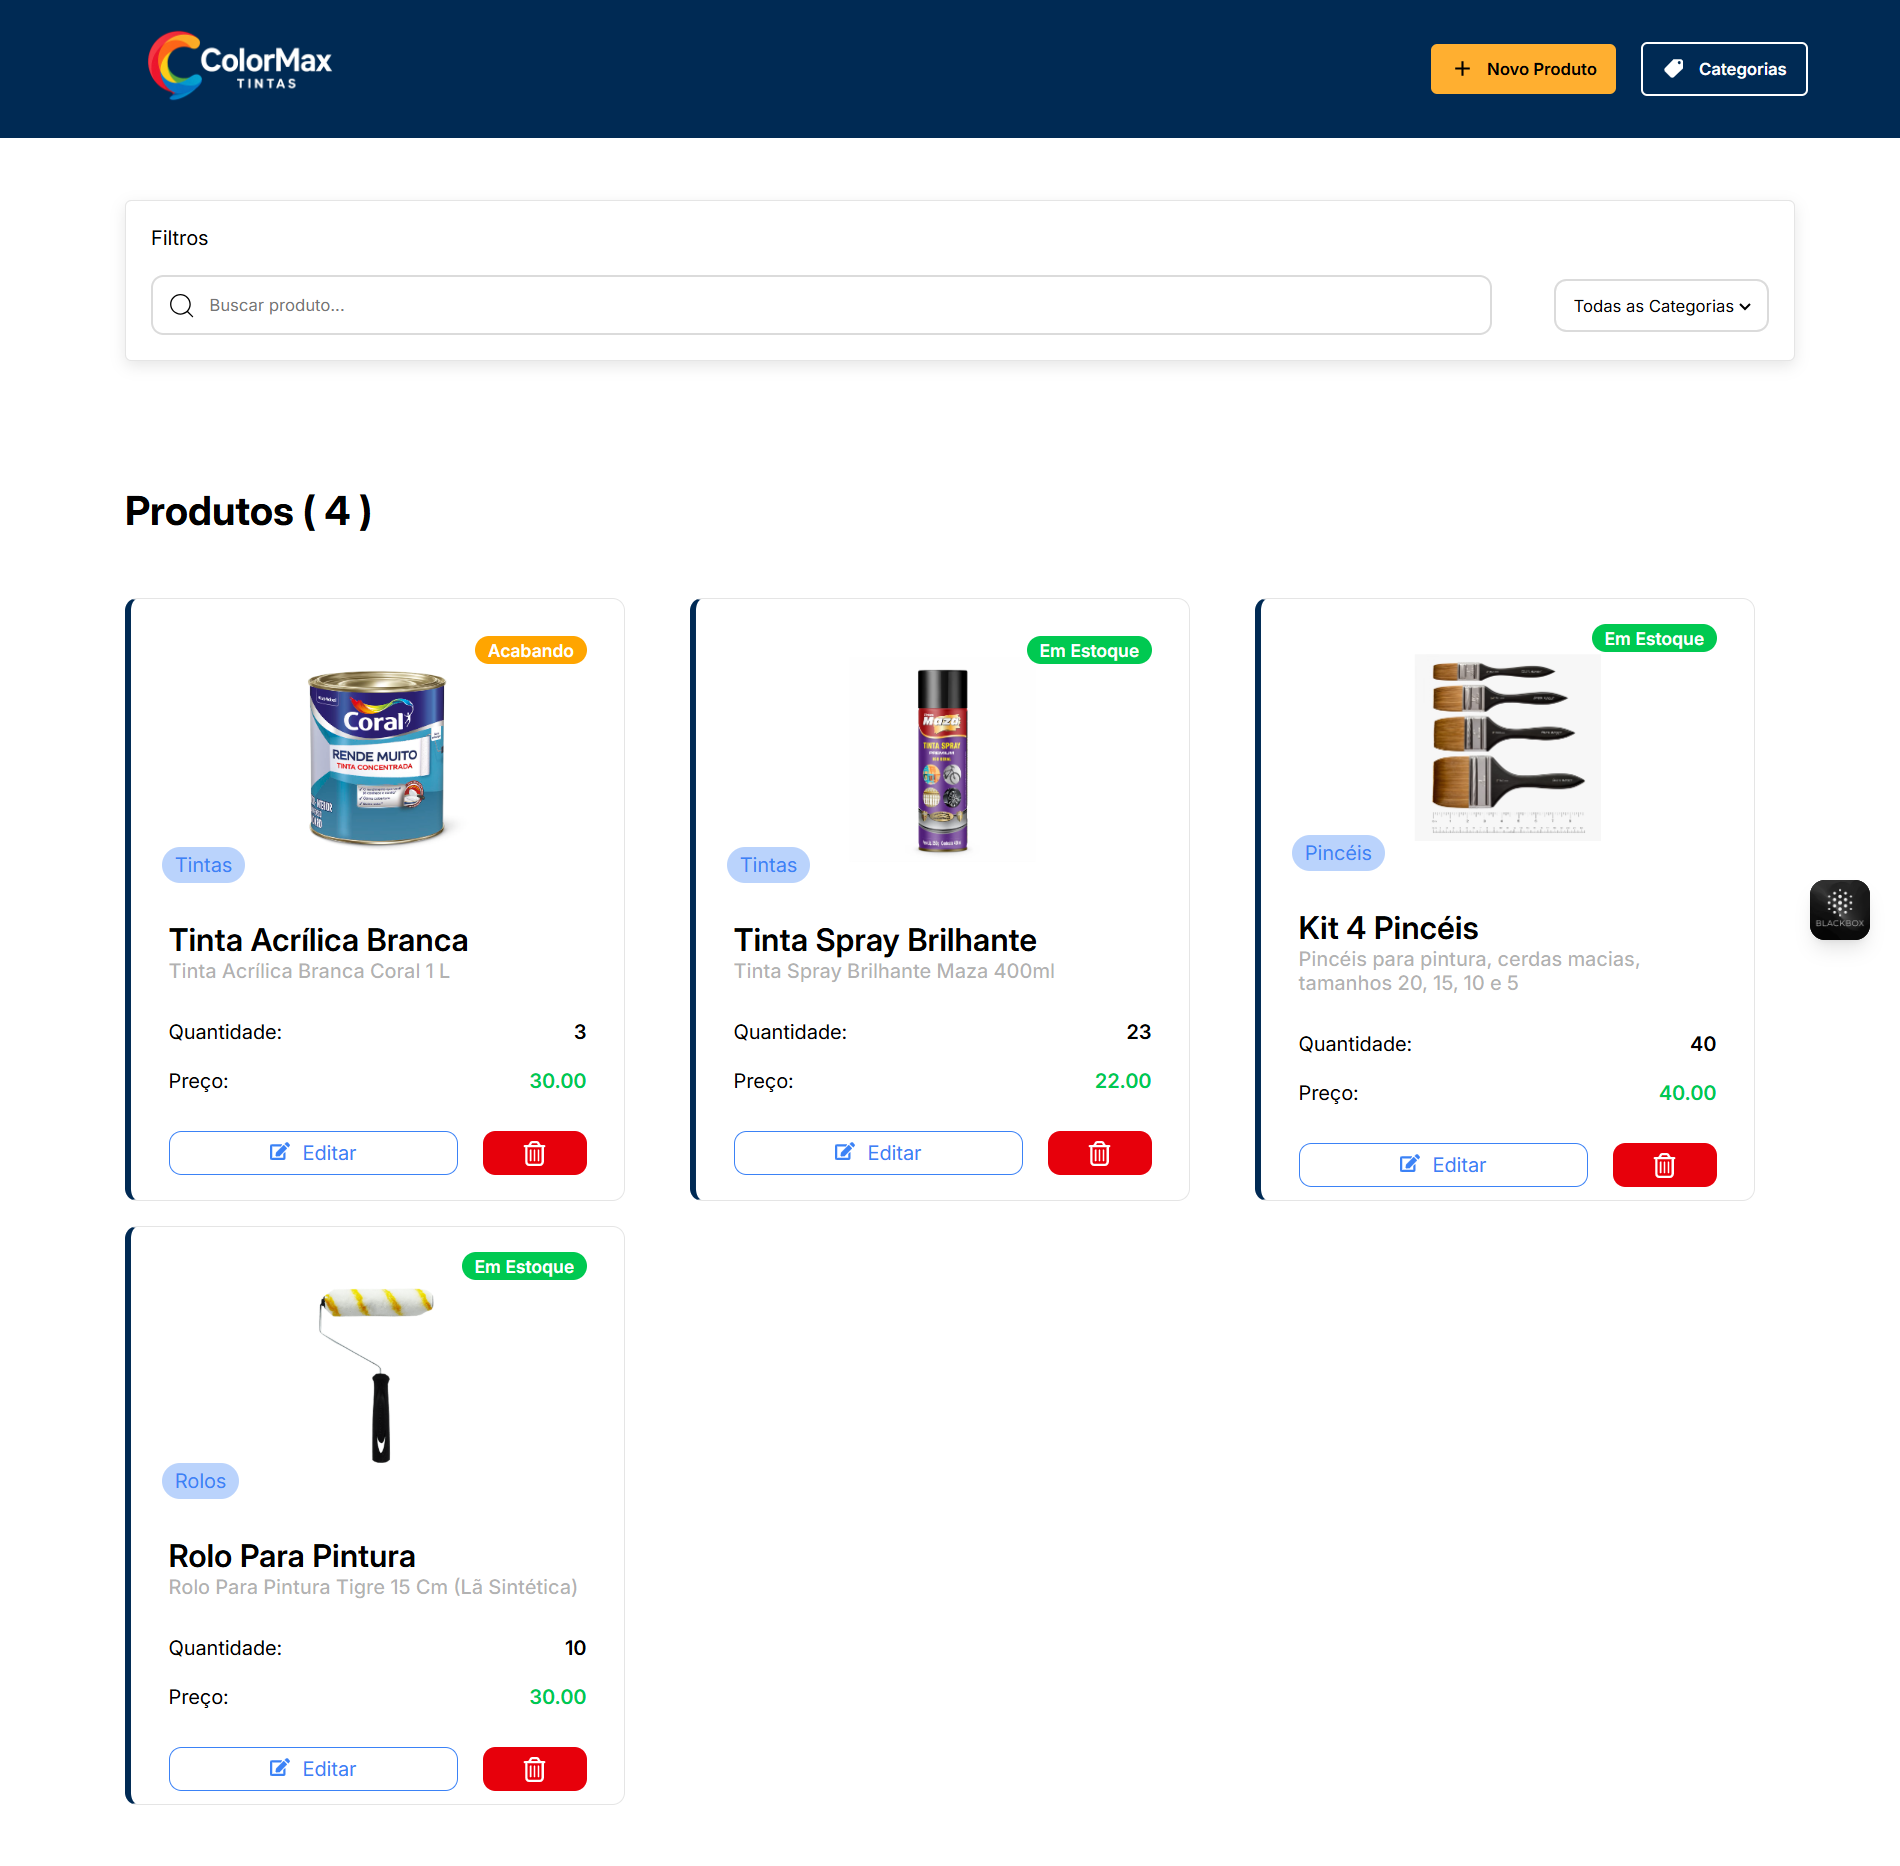 ColorMax
TINTAS
Novo Produto
Categorias
Filtros
Buscar produto...
Todas as Categorias
Produtos ( 4 )
Acabando
Coral
RENDE MUITO
TINTA CONCENTRADA
Tintas
Tinta Acrílica Branca
Tinta Acrílica Branca Coral 1 L
Quantidade: 3
Preço: 30.00
Editar
Em Estoque
Maza
TINTA SPRAY
PREMIUM
Tintas
Tinta Spray Brilhante
Tinta Spray Brilhante Maza 400ml
Quantidade: 23
Preço: 22.00
Editar
Em Estoque
Pincéis
Kit 4 Pincéis
Pincéis para pintura, cerdas macias,
tamanhos 20, 15, 10 e 5
Quantidade: 40
Preço: 40.00
Editar
BLACKBOX
Em Estoque
Rolos
Rolo Para Pintura
Rolo Para Pintura Tigre 15 Cm (Lã Sintética)
Quantidade: 10
Preço: 30.00
Editar